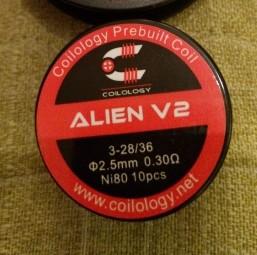 Coilology Prebuilt Coil
COILOLOGY
ALIEN V2
3-28/36
Φ2.5mm 0.30Ω
Ni80 10pcs
www.coilology.net